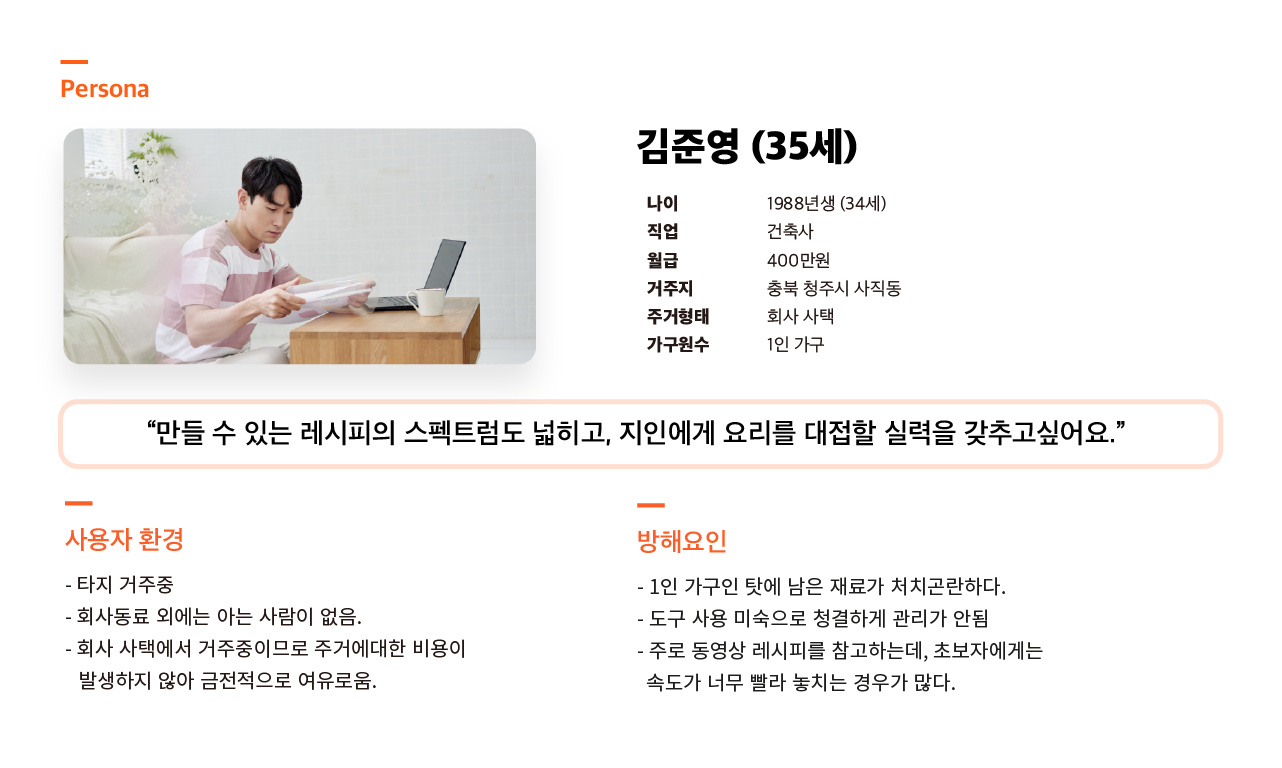 Persona
김준영 (35세)
나이 1988년생 (34세)
직업 건축사
월급 400만원
거주지 충북 청주시 사직동
주거형태 회사 사택
가구원수 1인 가구
“만들 수 있는 레시피의 스펙트럼도 넓히고, 지인에게 요리를 대접할 실력을 갖추고싶어요.”
사용자 환경
- 타지 거주중
- 회사동료 외에는 아는 사람이 없음.
- 회사 사택에서 거주중이므로 주거에대한 비용이
발생하지 않아 금전적으로 여유로움.
방해요인
- 1인 가구인 탓에 남은 재료가 처치곤란하다.
- 도구 사용 미숙으로 청결하게 관리가 안됨
- 주로 동영상 레시피를 참고하는데, 초보자에게는
속도가 너무 빨라 놓치는 경우가 많다.